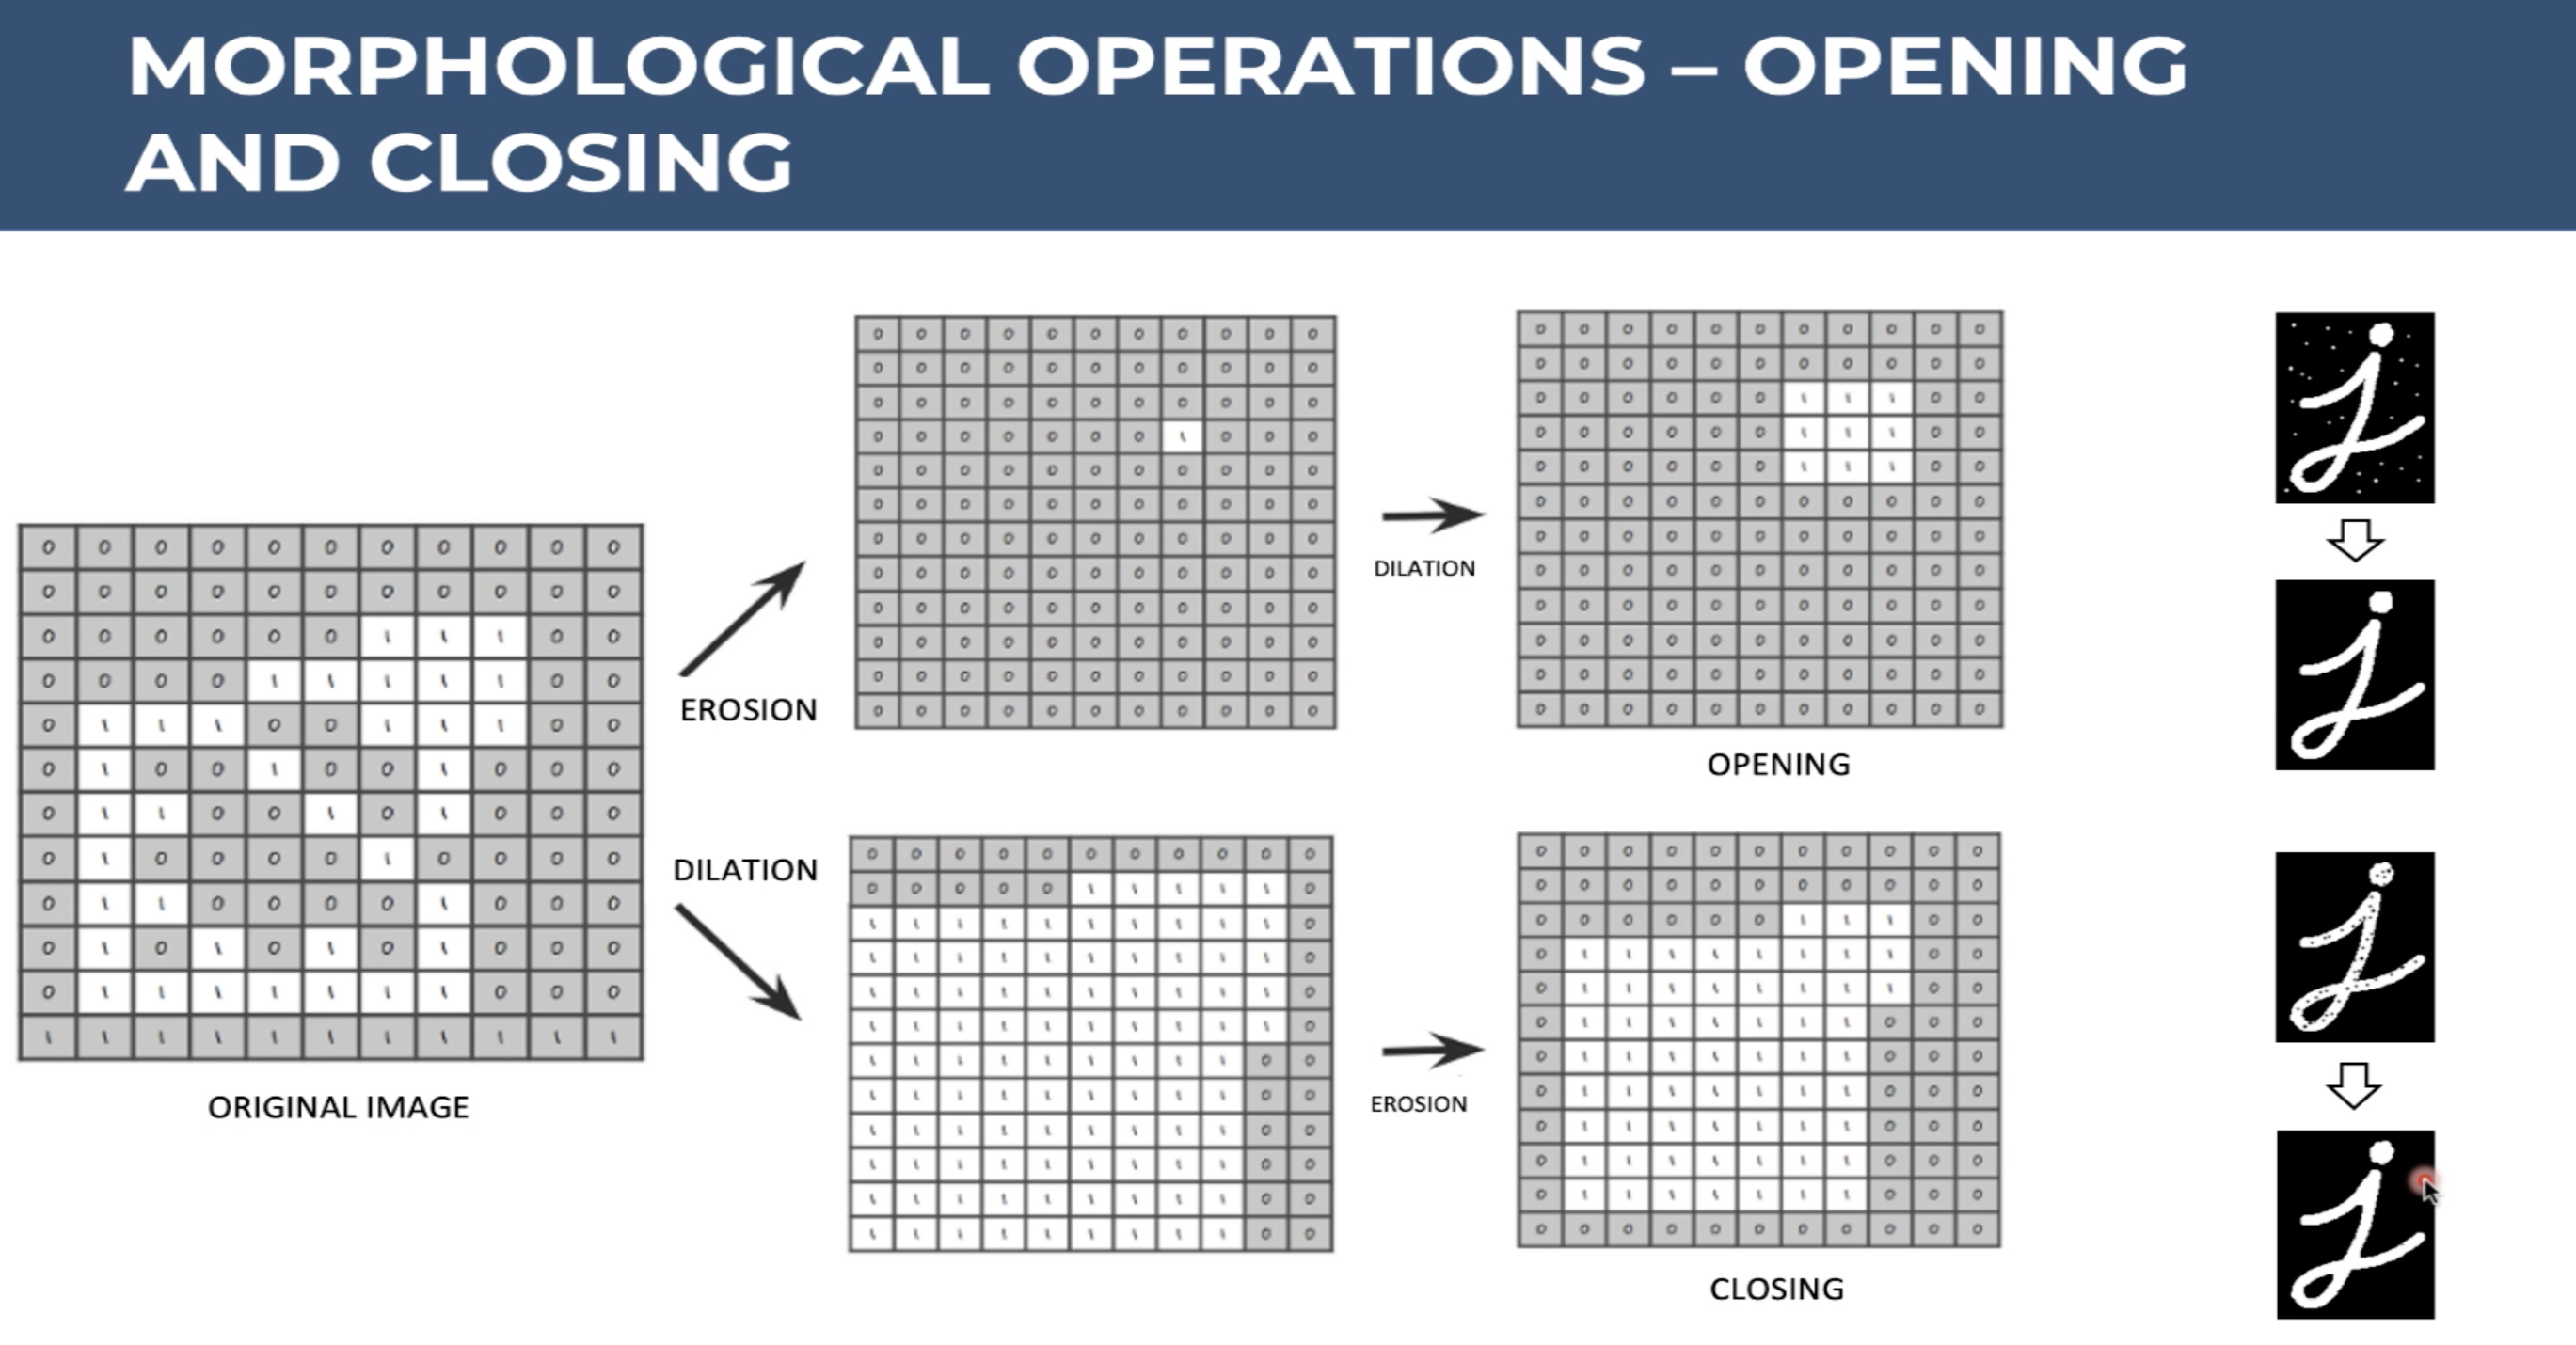 MORPHOLOGICAL OPERATIONS – OPENING
AND CLOSING
0 0 0 0 0 0 0 0 0 0 0
0 0 0 0 0 0 0 0 0 0 0
0 0 0 0 0 0 1 1 1 0 0
0 0 0 0 1 1 1 1 1 0 0
0 1 1 1 0 0 1 1 1 0 0
0 1 0 0 1 0 0 1 0 0 0
0 1 1 0 0 1 0 1 0 0 0
0 1 0 0 0 0 1 0 0 0 0
0 1 1 0 0 0 0 1 0 0 0
0 1 0 1 0 1 0 1 0 0 0
0 1 1 1 1 1 1 1 0 0 0
1 1 1 1 1 1 1 1 1 1 1
ORIGINAL IMAGE
EROSION
0 0 0 0 0 0 0 0 0 0 0
0 0 0 0 0 0 0 0 0 0 0
0 0 0 0 0 0 0 0 0 0 0
0 0 0 0 0 0 0 1 0 0 0
0 0 0 0 0 0 0 0 0 0 0
0 0 0 0 0 0 0 0 0 0 0
0 0 0 0 0 0 0 0 0 0 0
0 0 0 0 0 0 0 0 0 0 0
0 0 0 0 0 0 0 0 0 0 0
0 0 0 0 0 0 0 0 0 0 0
0 0 0 0 0 0 0 0 0 0 0
0 0 0 0 0 0 0 0 0 0 0
DILATION
0 0 0 0 0 0 0 0 0 0 0
0 0 0 0 0 0 0 0 0 0 0
0 0 0 0 0 0 1 1 1 0 0
0 0 0 0 0 0 1 1 1 0 0
0 0 0 0 0 0 1 1 1 0 0
0 0 0 0 0 0 0 0 0 0 0
0 0 0 0 0 0 0 0 0 0 0
0 0 0 0 0 0 0 0 0 0 0
0 0 0 0 0 0 0 0 0 0 0
0 0 0 0 0 0 0 0 0 0 0
0 0 0 0 0 0 0 0 0 0 0
0 0 0 0 0 0 0 0 0 0 0
OPENING
DILATION
0 0 0 0 0 0 0 0 0 0 0
0 0 0 0 0 1 1 1 1 1 0
1 1 1 1 1 1 1 1 1 1 0
1 1 1 1 1 1 1 1 1 1 0
1 1 1 1 1 1 1 1 1 1 0
1 1 1 1 1 1 1 1 1 1 0
1 1 1 1 1 1 1 1 1 0 0
1 1 1 1 1 1 1 1 1 0 0
1 1 1 1 1 1 1 1 1 0 0
1 1 1 1 1 1 1 1 1 0 0
1 1 1 1 1 1 1 1 1 0 0
1 1 1 1 1 1 1 1 1 0 0
EROSION
0 0 0 0 0 0 0 0 0 0 0
0 0 0 0 0 0 0 0 0 0 0
0 0 0 0 0 0 1 1 1 0 0
0 1 1 1 1 1 1 1 1 0 0
0 1 1 1 1 1 1 1 1 0 0
0 1 1 1 1 1 1 1 0 0 0
0 1 1 1 1 1 1 1 0 0 0
0 1 1 1 1 1 1 1 0 0 0
0 1 1 1 1 1 1 1 0 0 0
0 1 1 1 1 1 1 1 0 0 0
0 1 1 1 1 1 1 1 0 0 0
0 0 0 0 0 0 0 0 0 0 0
CLOSING
j
j
j
j